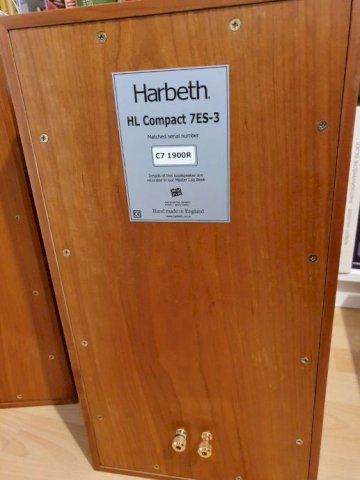 Harbeth.
HL Compact 7ES-3
Matched serial number
C7 1900R
Details of this loudspeaker are
recorded in our Master Log Book
Hand made in England